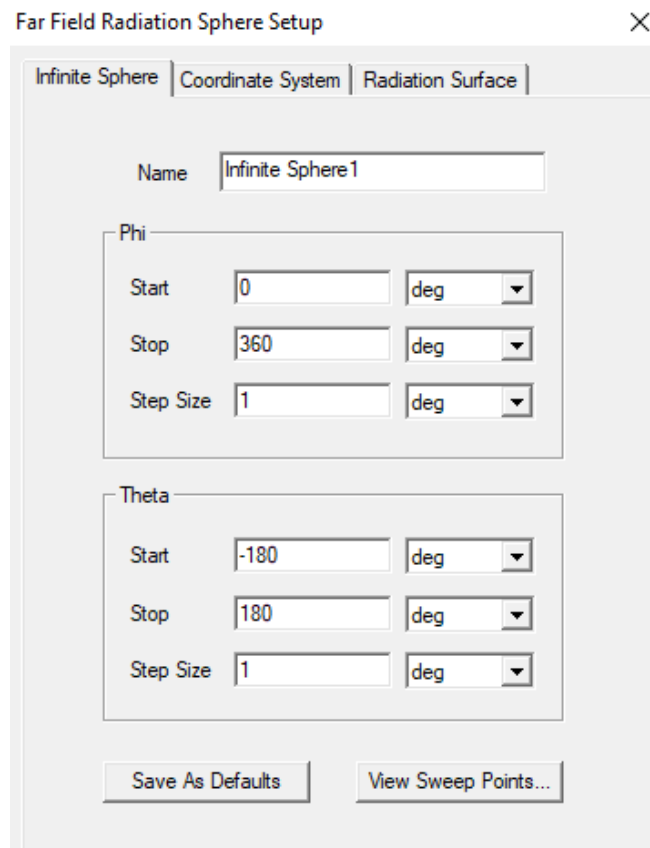 Far Field Radiation Sphere Setup
Infinite Sphere Coordinate System Radiation Surface
Name Infinite Sphere1
Phi
Start 0 deg
Stop 360 deg
Step Size 1 deg
Theta
Start -180 deg
Stop 180 deg
Step Size 1 deg
Save As Defaults View Sweep Points...